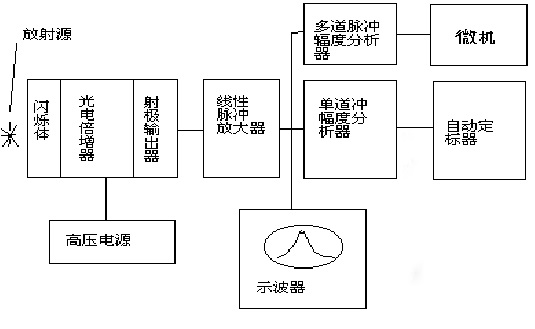 放射源
闪烁体
光电倍增器
射极输出器
高压电源
线性
脉冲
放大器
多道脉冲
幅度分析
器
微机
单道冲
幅度分
析器
自动定
标器
示波器